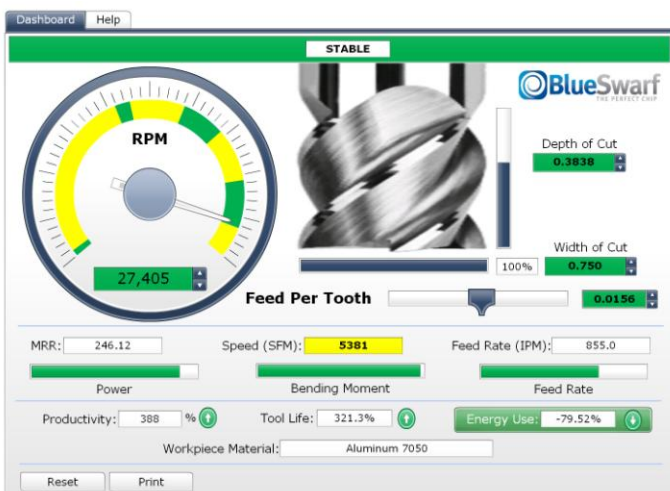 Dashboard Help
STABLE
BlueSwarf
THE PERFECT CHIP
RPM
27,405
Depth of Cut
0.3838
Width of Cut
100% 0.750
Feed Per Tooth 0.0156
MRR: 246.12 Speed (SFM): 5381 Feed Rate (IPM): 855.0
Power Bending Moment Feed Rate
Productivity: 388 % Tool Life: 321.3% Energy Use: -79.52%
Workpiece Material: Aluminum 7050
Reset Print